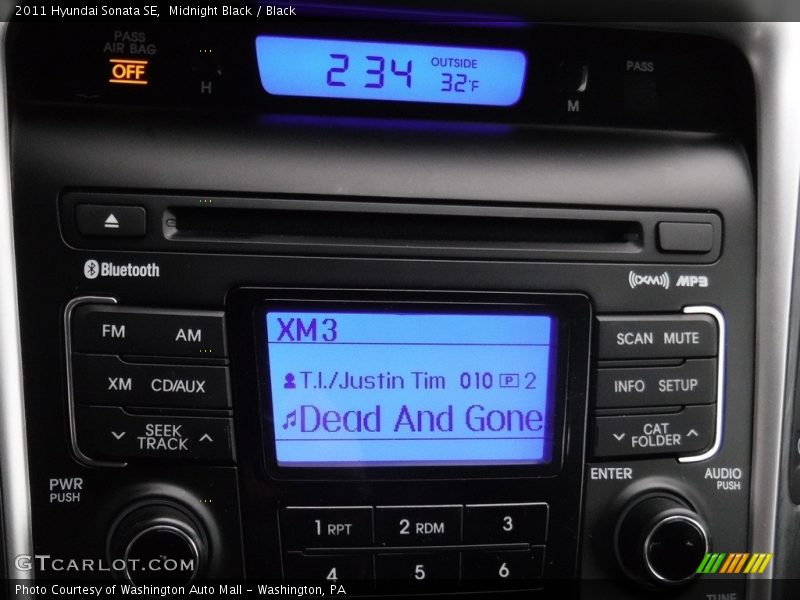 2011 Hyundai Sonata SE,  Midnight Black / Black
PASS
AIR BAG
OFF
H
2 34
OUTSIDE
32°F
M
PASS
Bluetooth
((XM)) MP3
FM AM
XM CD/AUX
SEEK
TRACK
PWR
PUSH
XM3
T.I./Justin Tim 010 P 2
Dead And Gone
SCAN MUTE
INFO SETUP
CAT
FOLDER
ENTER
AUDIO
PUSH
1 RPT 2 RDM 3
4 5 6
TUNE
GTCARLOT.COM
Photo Courtesy of Washington Auto Mall - Washington, PA